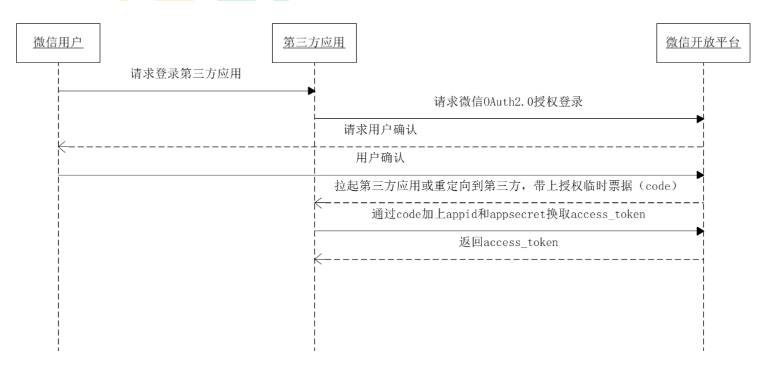 微信用户
第三方应用
微信开放平台
请求登录第三方应用
请求微信OAuth2.0授权登录
请求用户确认
用户确认
拉起第三方应用或重定向到第三方，带上授权临时票据（code）
通过code加上appid和appsecret换取access_token
返回access_token